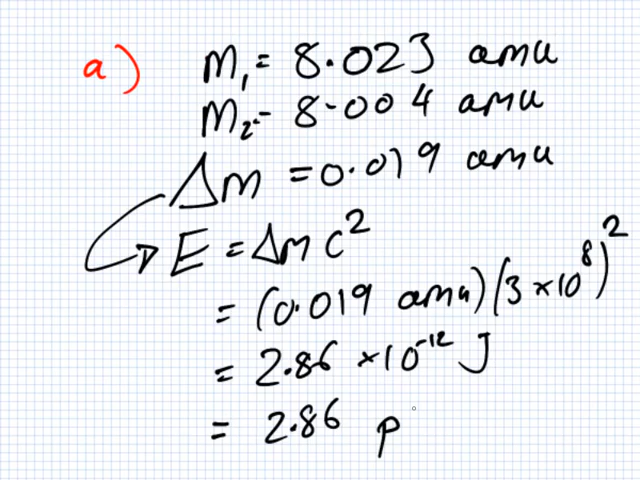 a) m₁ = 8.023 amu
m₂ = 8.004 amu
Δm = 0.019 amu
E = Δm c²
= (0.019 amu)(3 × 10⁸)²
= 2.86 × 10⁻¹² J
= 2.86 p